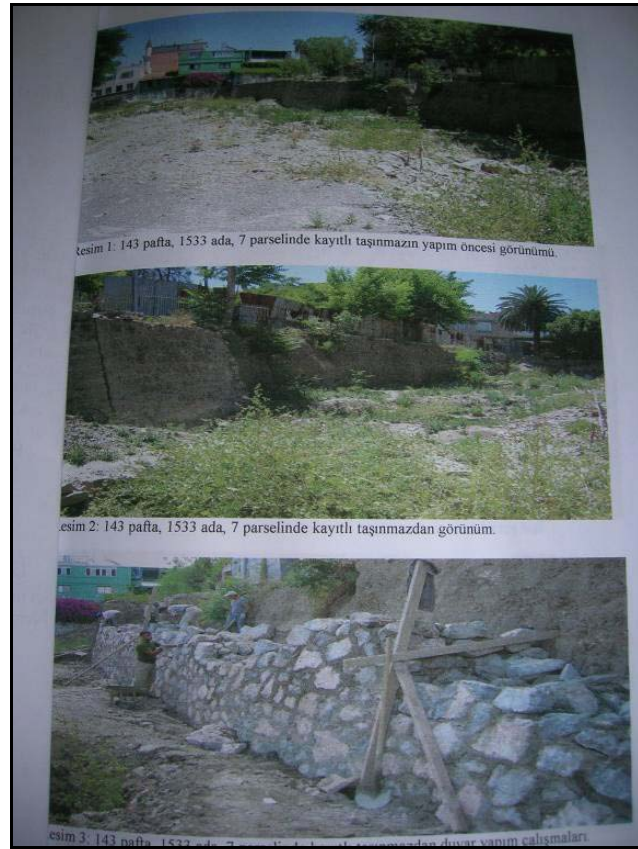 Resim 1: 143 pafta, 1533 ada, 7 parselinde kayıtlı taşınmazın yapım öncesi görünümü.
esim 2: 143 pafta, 1533 ada, 7 parselinde kayıtlı taşınmazdan görünüm.
esim 3: 143 pafta, 1533 ada, 7 parselinde kayıtlı taşınmazdan duvar yapım çalışmaları